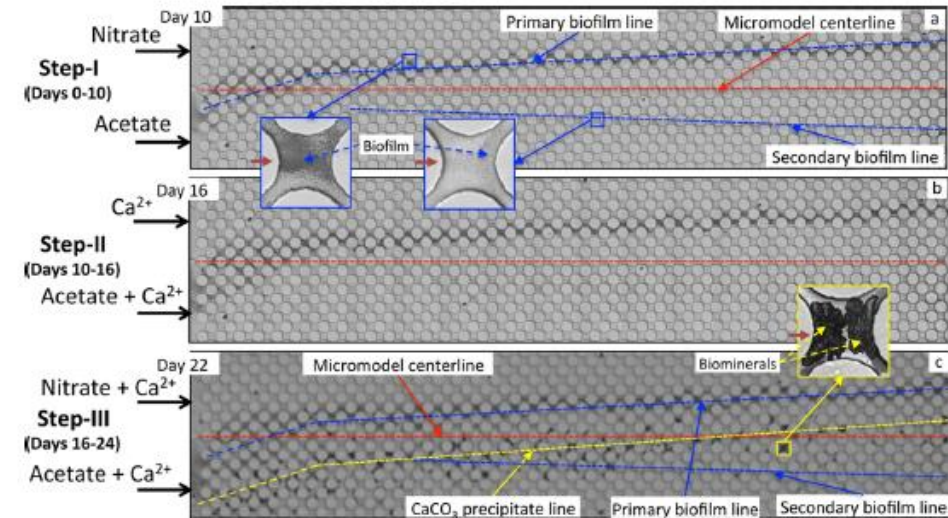 Day 10
a
Nitrate
Primary biofilm line
Micromodel centerline
Step-I
(Days 0-10)
Acetate
Biofilm
Secondary biofilm line
Day 16
b
Ca²⁺
Step-II
(Days 10-16)
Acetate + Ca²⁺
Biominerals
Day 22
c
Nitrate + Ca²⁺
Micromodel centerline
Step-III
(Days 16-24)
Acetate + Ca²⁺
CaCO₃ precipitate line
Primary biofilm line
Secondary biofilm line